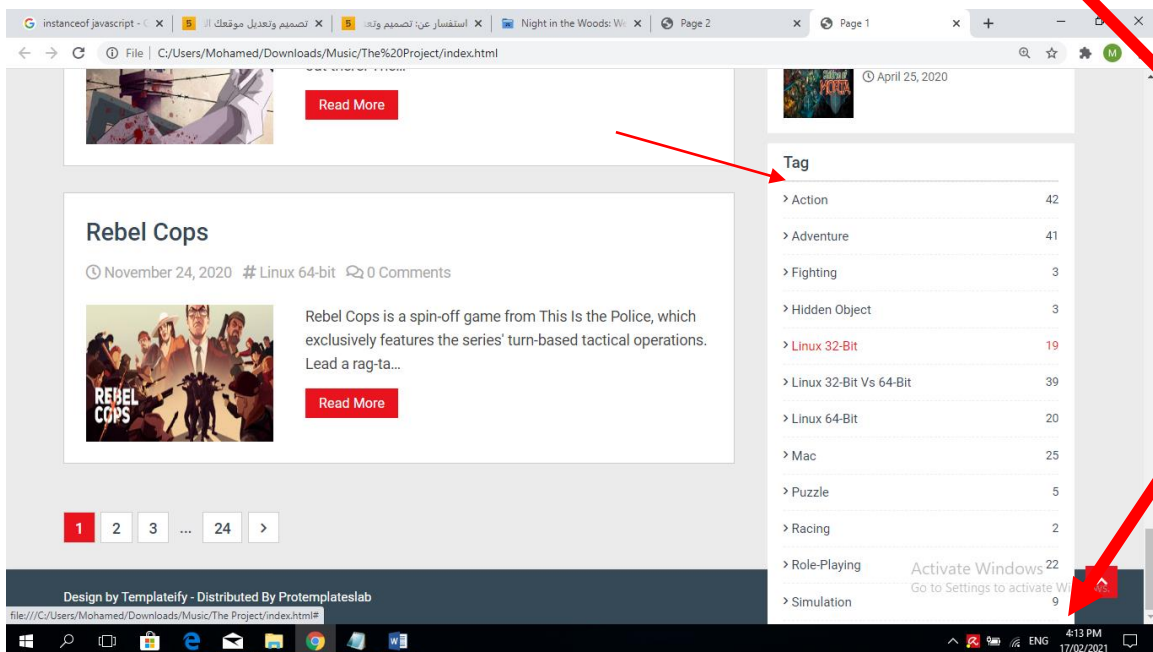 instanceof javascript - G
تصميم وتعديل موقعك ال
استفسار عن: تصميم وتعد
Night in the Woods: We
Page 2
Page 1
File | C:/Users/Mohamed/Downloads/Music/The%20Project/index.html
M
Read More
April 25, 2020
MORTA
Tag
Action 42
Adventure 41
Fighting 3
Hidden Object 3
Linux 32-Bit 19
Linux 32-Bit Vs 64-Bit 39
Linux 64-Bit 20
Mac 25
Puzzle 5
Racing 2
Role-Playing 22
Simulation 9
Rebel Cops
November 24, 2020 # Linux 64-bit 0 Comments
REBEL
COPS
Rebel Cops is a spin-off game from This Is the Police, which
exclusively features the series' turn-based tactical operations.
Lead a rag-ta...
Read More
1 2 3 ... 24 >
Activate Windows
Go to Settings to activate
Design by Templateify - Distributed By Protemplateslab
file:///C:/Users/Mohamed/Downloads/Music/The Project/index.html#
ENG
4:13 PM
17/02/2021